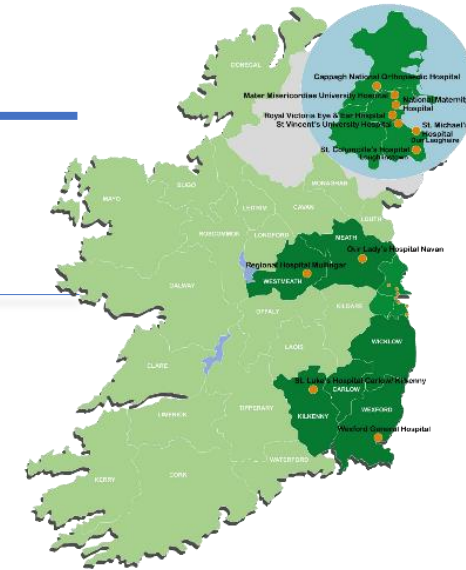 DONEGAL
Cappagh National Orthopaedic Hospital
Mater Misericordiae University Hospital
National Maternity
Hospital
Royal Victoria Eye & Ear Hospital
St Vincent's University Hospital
St. Michael's
Hospital
Dun Laoghaire
St. Columcille's Hospital
Loughlinstown
MONAGHAN
SLIGO
MAYO
LEITRIM
CAVAN
LOUTH
ROSCOMMON
LONGFORD
MEATH
Our Lady's Hospital Navan
Regional Hospital Mullingar
WESTMEATH
GALWAY
OFFALY
KILDARE
WICKLOW
LAOIS
CLARE
St. Luke's Hospital Carlow/ Kilkenny
CARLOW
TIPPERARY
KILKENNY
WEXFORD
LIMERICK
Wexford General Hospital
WATERFORD
KERRY
CORK